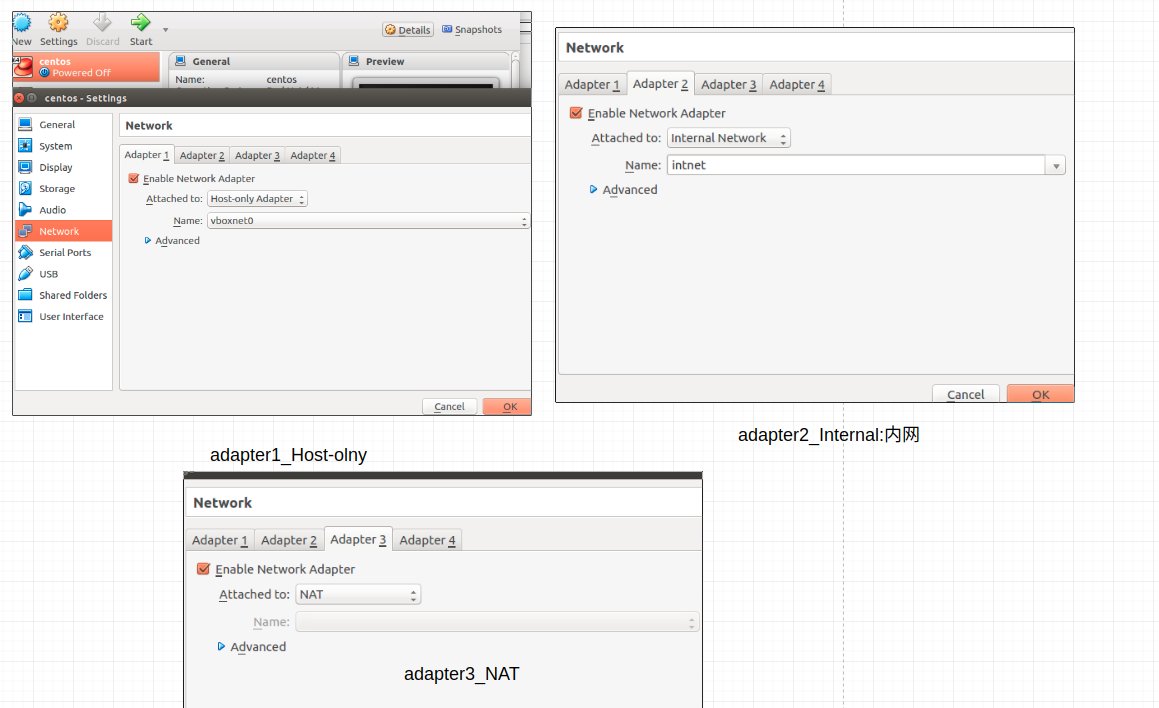 New Settings Discard Start
Details Snapshots
centos
Powered Off
General
Name: centos
Preview
centos - Settings
General
System
Display
Storage
Audio
Network
Serial Ports
USB
Shared Folders
User Interface
Network
Adapter 1 Adapter 2 Adapter 3 Adapter 4
Enable Network Adapter
Attached to: Host-only Adapter
Name: vboxnet0
Advanced
Cancel OK
adapter1_Host-olny
Network
Adapter 1 Adapter 2 Adapter 3 Adapter 4
Enable Network Adapter
Attached to: Internal Network
Name: intnet
Advanced
Cancel OK
adapter2_Internal:内网
Network
Adapter 1 Adapter 2 Adapter 3 Adapter 4
Enable Network Adapter
Attached to: NAT
Name:
Advanced
adapter3_NAT